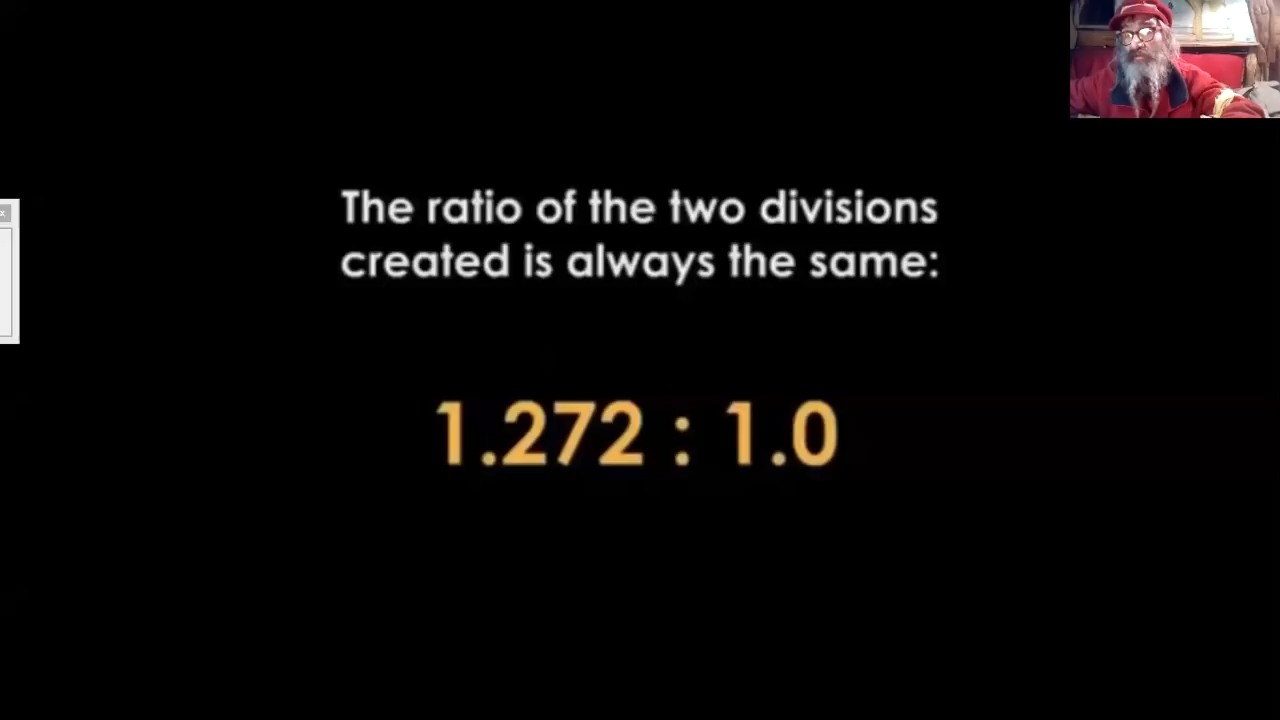 The ratio of the two divisions
created is always the same:
1.272 : 1.0